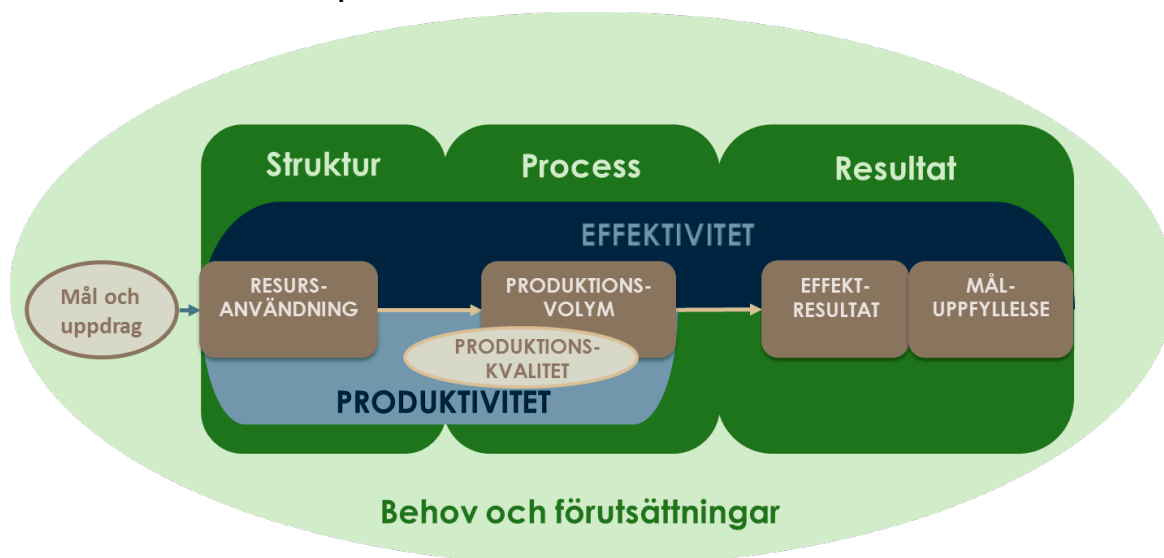 Struktur
Process
Resultat
EFFEKTIVITET
Mål och
uppdrag
RESURS-
ANVÄNDNING
PRODUKTIONS-
VOLYM
EFFEKT-
RESULTAT
MÅL-
UPPFYLLELSE
PRODUKTIONS-
KVALITET
PRODUKTIVITET
Behov och förutsättningar